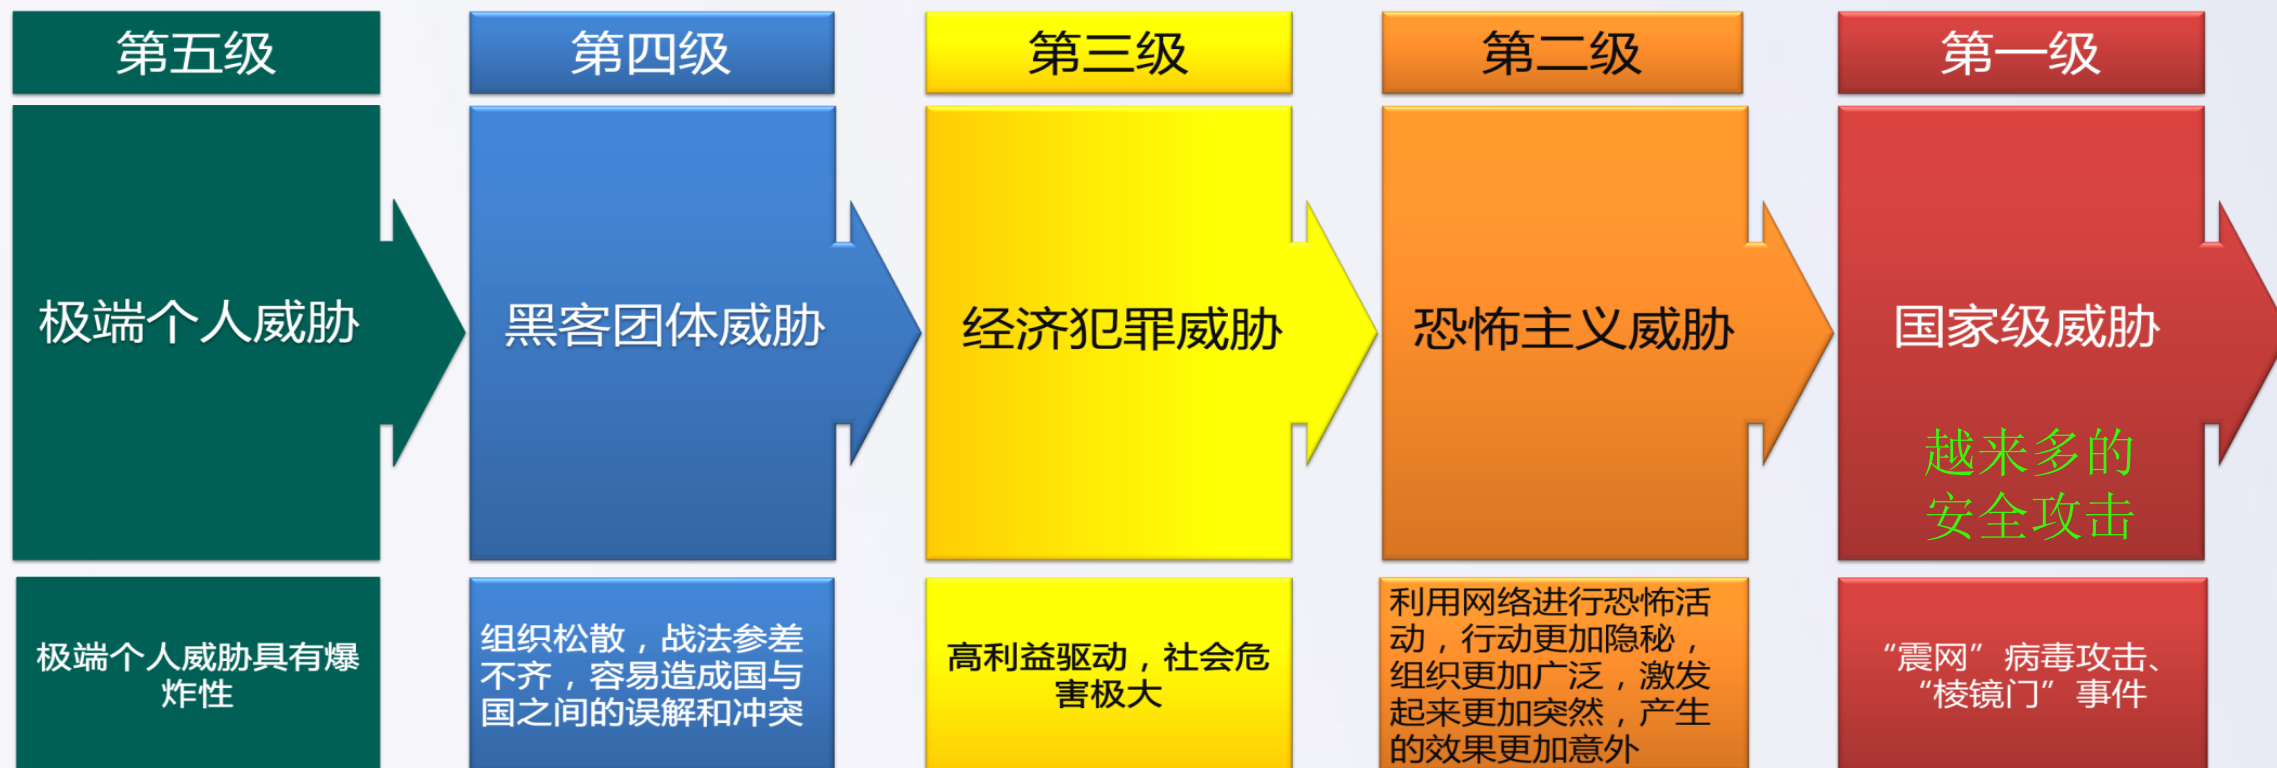 第五级
第四级
第三级
第二级
第一级
极端个人威胁
黑客团体威胁
经济犯罪威胁
恐怖主义威胁
国家级威胁
越来多的
安全攻击
极端个人威胁具有爆
炸性
组织松散，战法参差
不齐，容易造成国与
国之间的误解和冲突
高利益驱动，社会危
害极大
利用网络进行恐怖活
动，行动更加隐秘，
组织更加广泛，激发
起来更加突然，产生
的效果更加意外
“震网”病毒攻击、
“棱镜门”事件